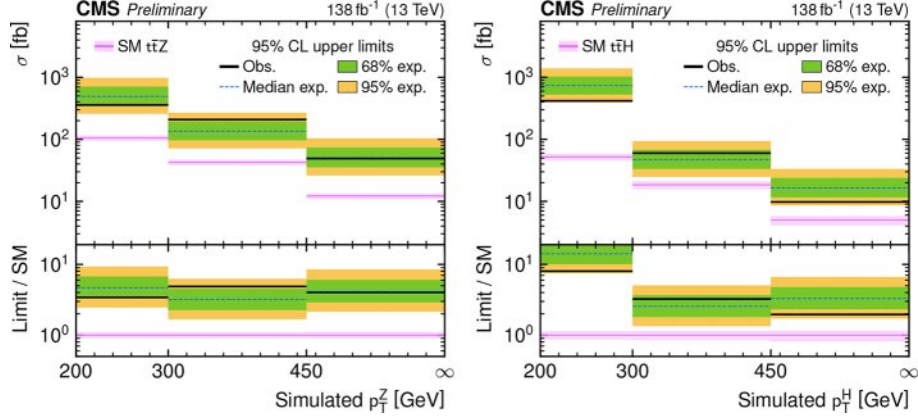 CMS Preliminary 138 fb⁻¹ (13 TeV)
σ [fb]
SM tt̄Z 95% CL upper limits
Obs. 68% exp.
Median exp. 95% exp.
10³
10²
10¹
Limit / SM
10¹
10⁰
200 300 450 ∞
Simulated p_T^Z [GeV]
CMS Preliminary 138 fb⁻¹ (13 TeV)
σ [fb]
SM tt̄H 95% CL upper limits
Obs. 68% exp.
Median exp. 95% exp.
10³
10²
10¹
Limit / SM
10¹
10⁰
200 300 450 ∞
Simulated p_T^H [GeV]